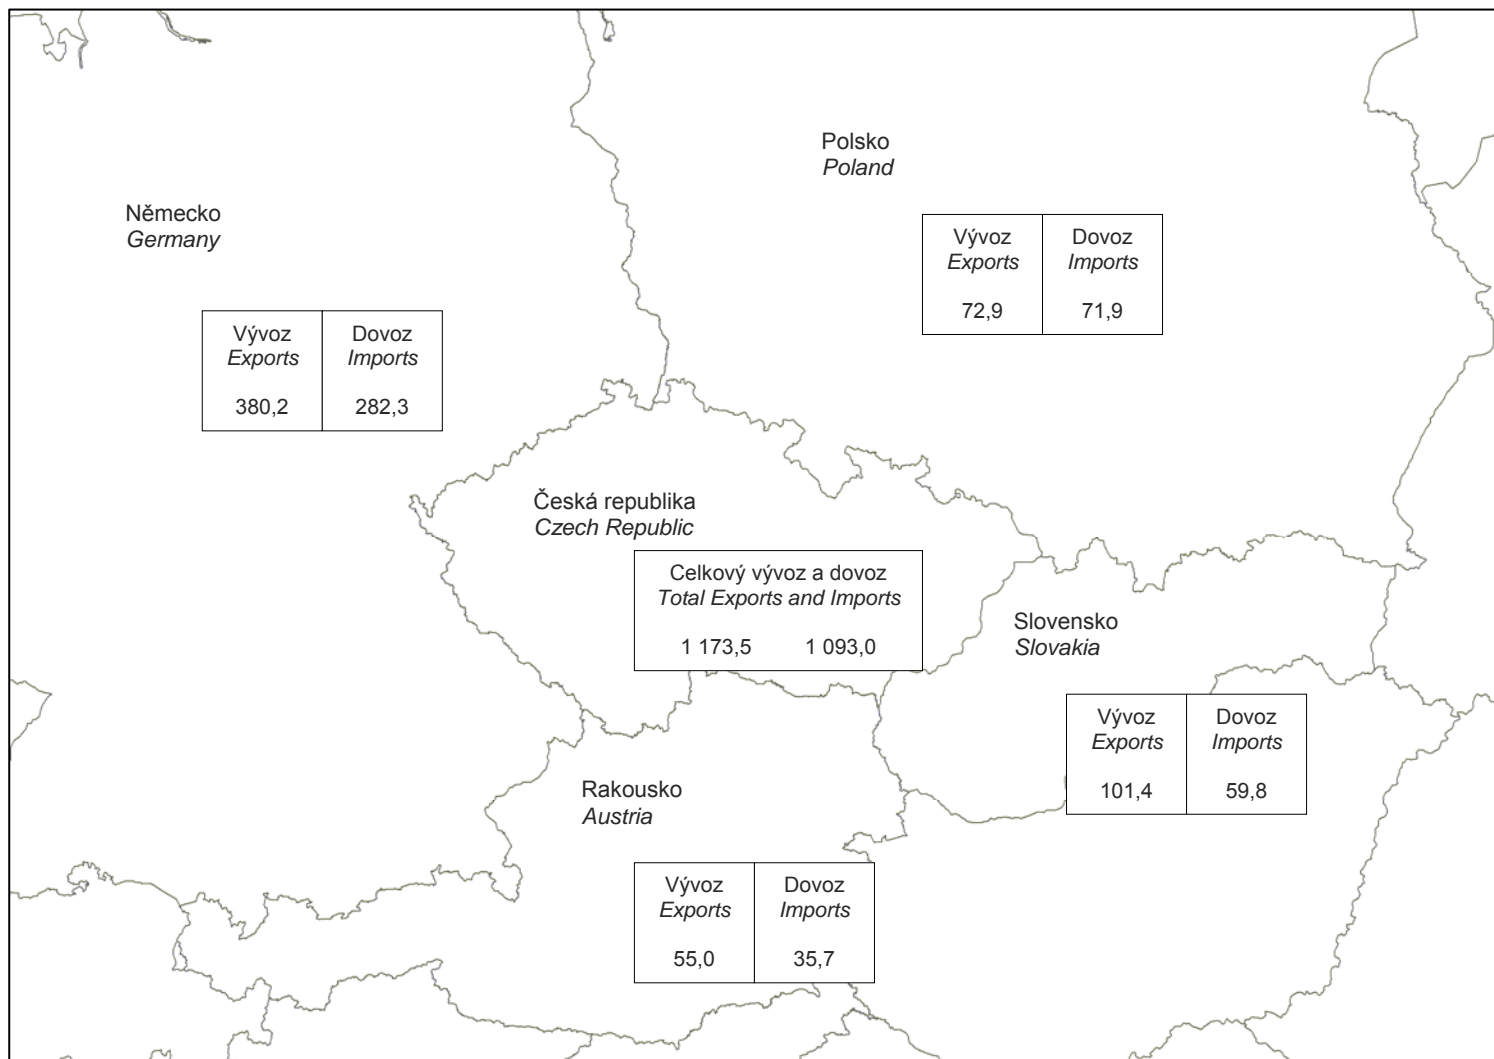 Polsko
Poland
Německo
Germany
Vývoz Dovoz
Exports Imports
72,9 71,9
Vývoz Dovoz
Exports Imports
380,2 282,3
Česká republika
Czech Republic
Celkový vývoz a dovoz
Total Exports and Imports
1 173,5 1 093,0
Slovensko
Slovakia
Vývoz Dovoz
Exports Imports
101,4 59,8
Rakousko
Austria
Vývoz Dovoz
Exports Imports
55,0 35,7